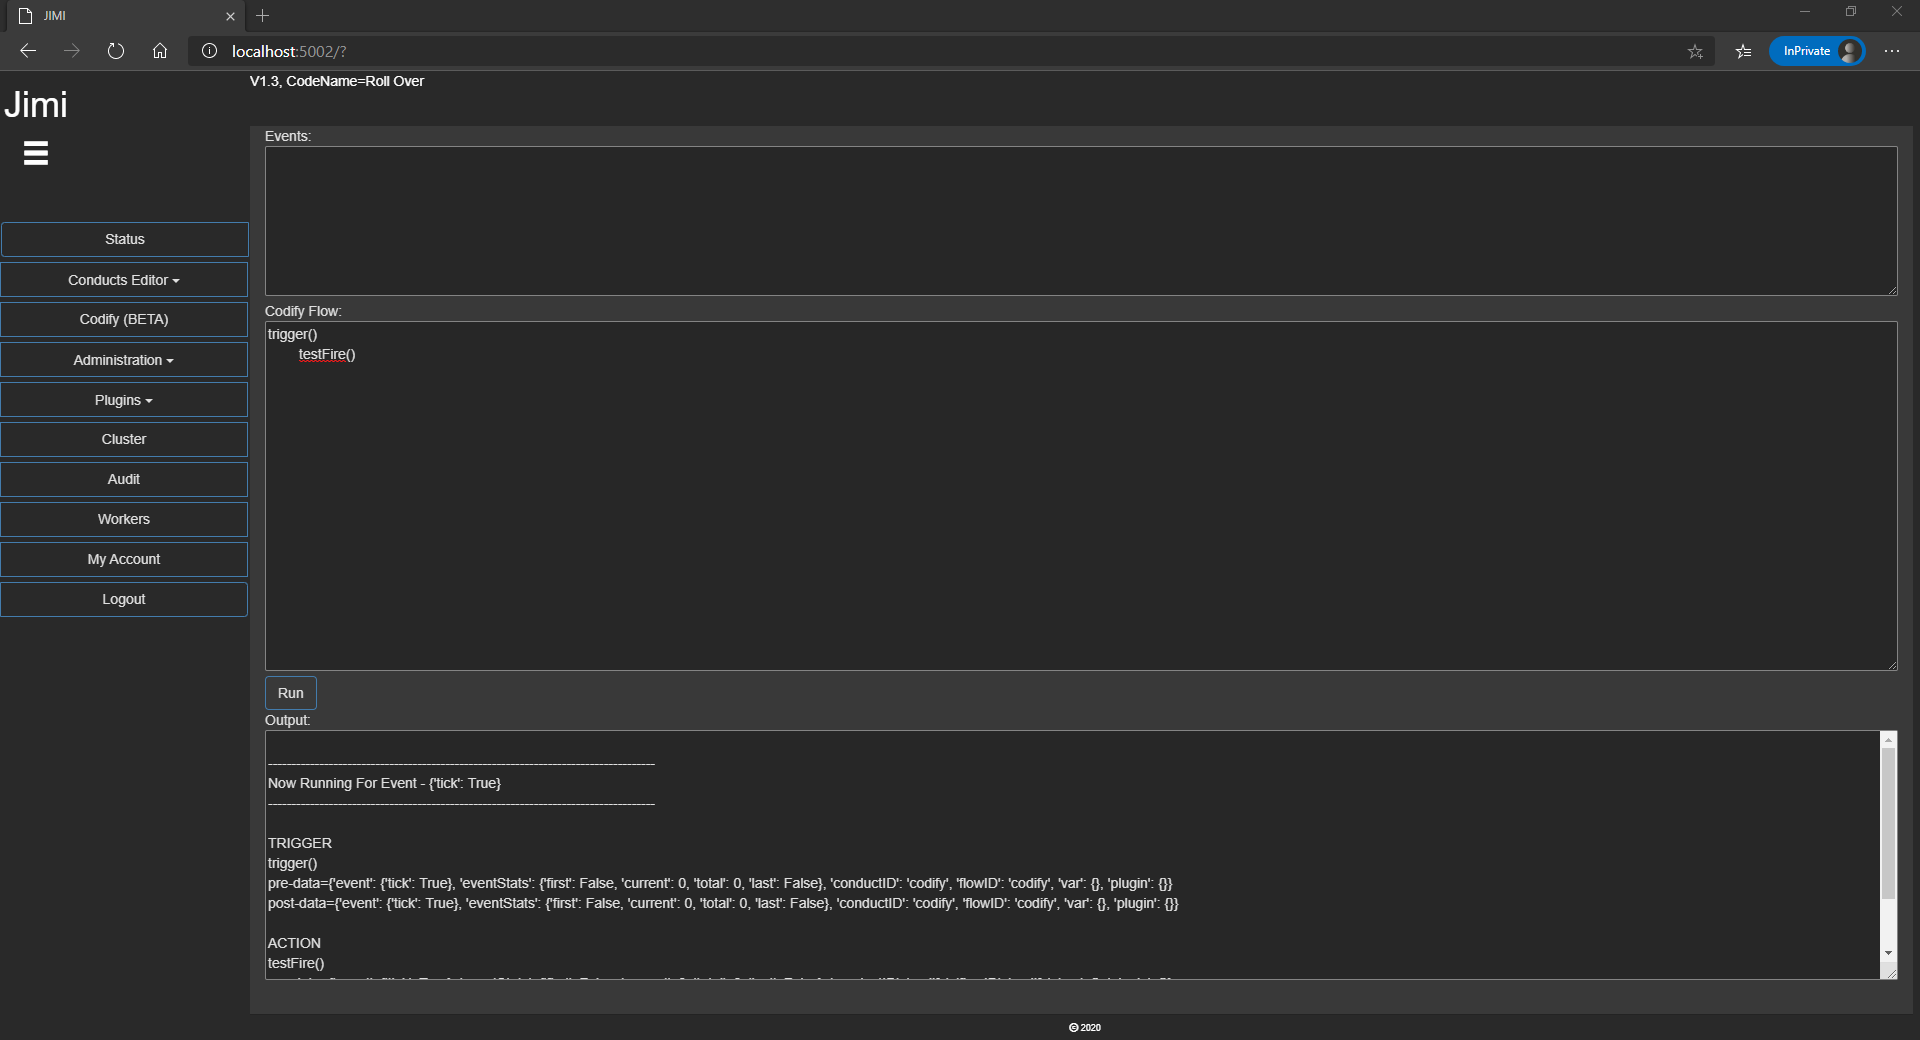 JIMI
localhost:5002/?
InPrivate
V1.3, CodeName=Roll Over
Jimi
Status
Conducts Editor
Codify (BETA)
Administration
Plugins
Cluster
Audit
Workers
My Account
Logout
Events:
Codify Flow:
trigger()
testFire()
Run
Output:
--------------------------------------------------------------------------------
Now Running For Event - {'tick': True}
--------------------------------------------------------------------------------
TRIGGER
trigger()
pre-data={'event': {'tick': True}, 'eventStats': {'first': False, 'current': 0, 'total': 0, 'last': False}, 'conductID': 'codify', 'flowID': 'codify', 'var': {}, 'plugin': {}}
post-data={'event': {'tick': True}, 'eventStats': {'first': False, 'current': 0, 'total': 0, 'last': False}, 'conductID': 'codify', 'flowID': 'codify', 'var': {}, 'plugin': {}}
ACTION
testFire()
© 2020